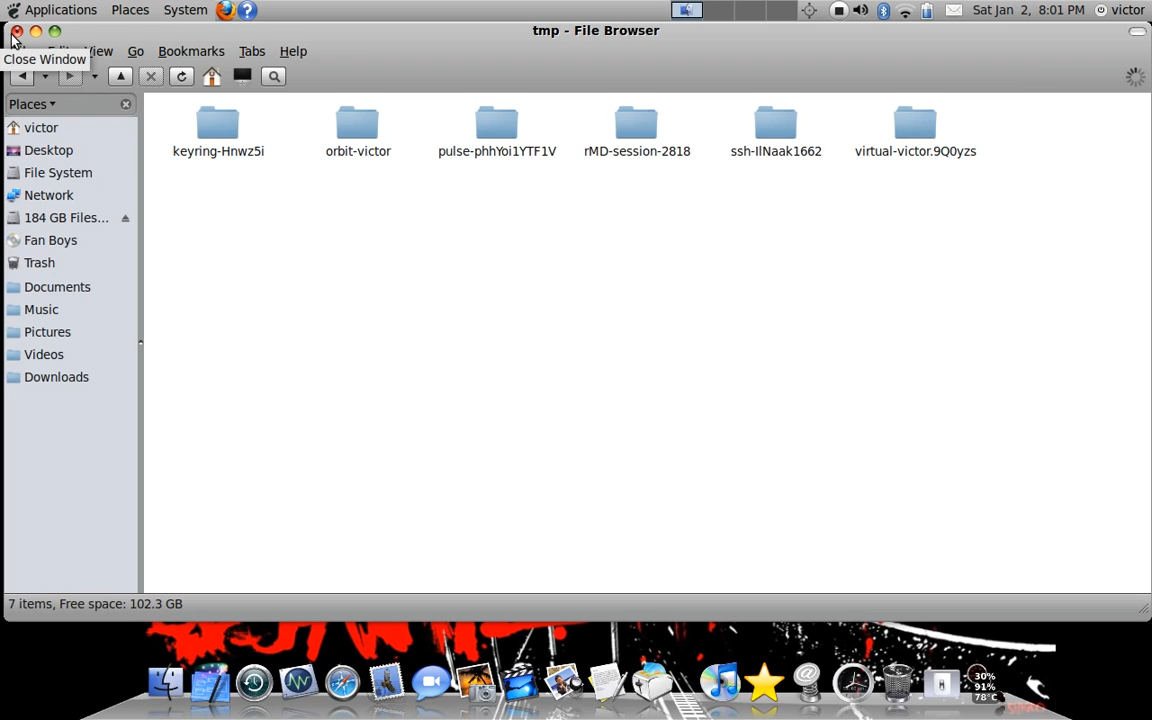 Applications Places System Sat Jan 2, 8:01 PM victor
tmp - File Browser
View Go Bookmarks Tabs Help
Close Window
Places
victor
Desktop
File System
Network
184 GB Files...
Fan Boys
Trash
Documents
Music
Pictures
Videos
Downloads
keyring-Hnwz5i orbit-victor pulse-phhYoi1YTF1V rMD-session-2818 ssh-IlNaak1662 virtual-victor.9Q0yzs
7 items, Free space: 102.3 GB
30%
91%
78°C